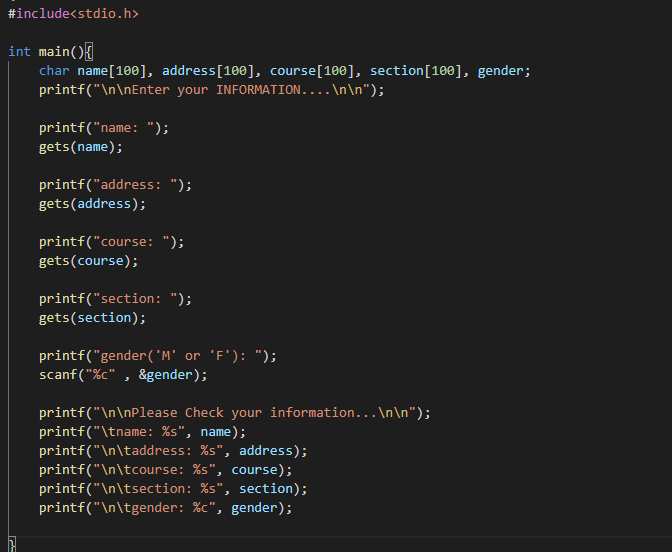 #include<stdio.h>
int main(){
char name[100], address[100], course[100], section[100], gender;
printf("\n\nEnter your INFORMATION....\n\n");
printf("name: ");
gets(name);
printf("address: ");
gets(address);
printf("course: ");
gets(course);
printf("section: ");
gets(section);
printf("gender('M' or 'F'): ");
scanf("%c" , &gender);
printf("\n\nPlease Check your information...\n\n");
printf("\tname: %s", name);
printf("\n\taddress: %s", address);
printf("\n\tcourse: %s", course);
printf("\n\tsection: %s", section);
printf("\n\tgender: %c", gender);
}